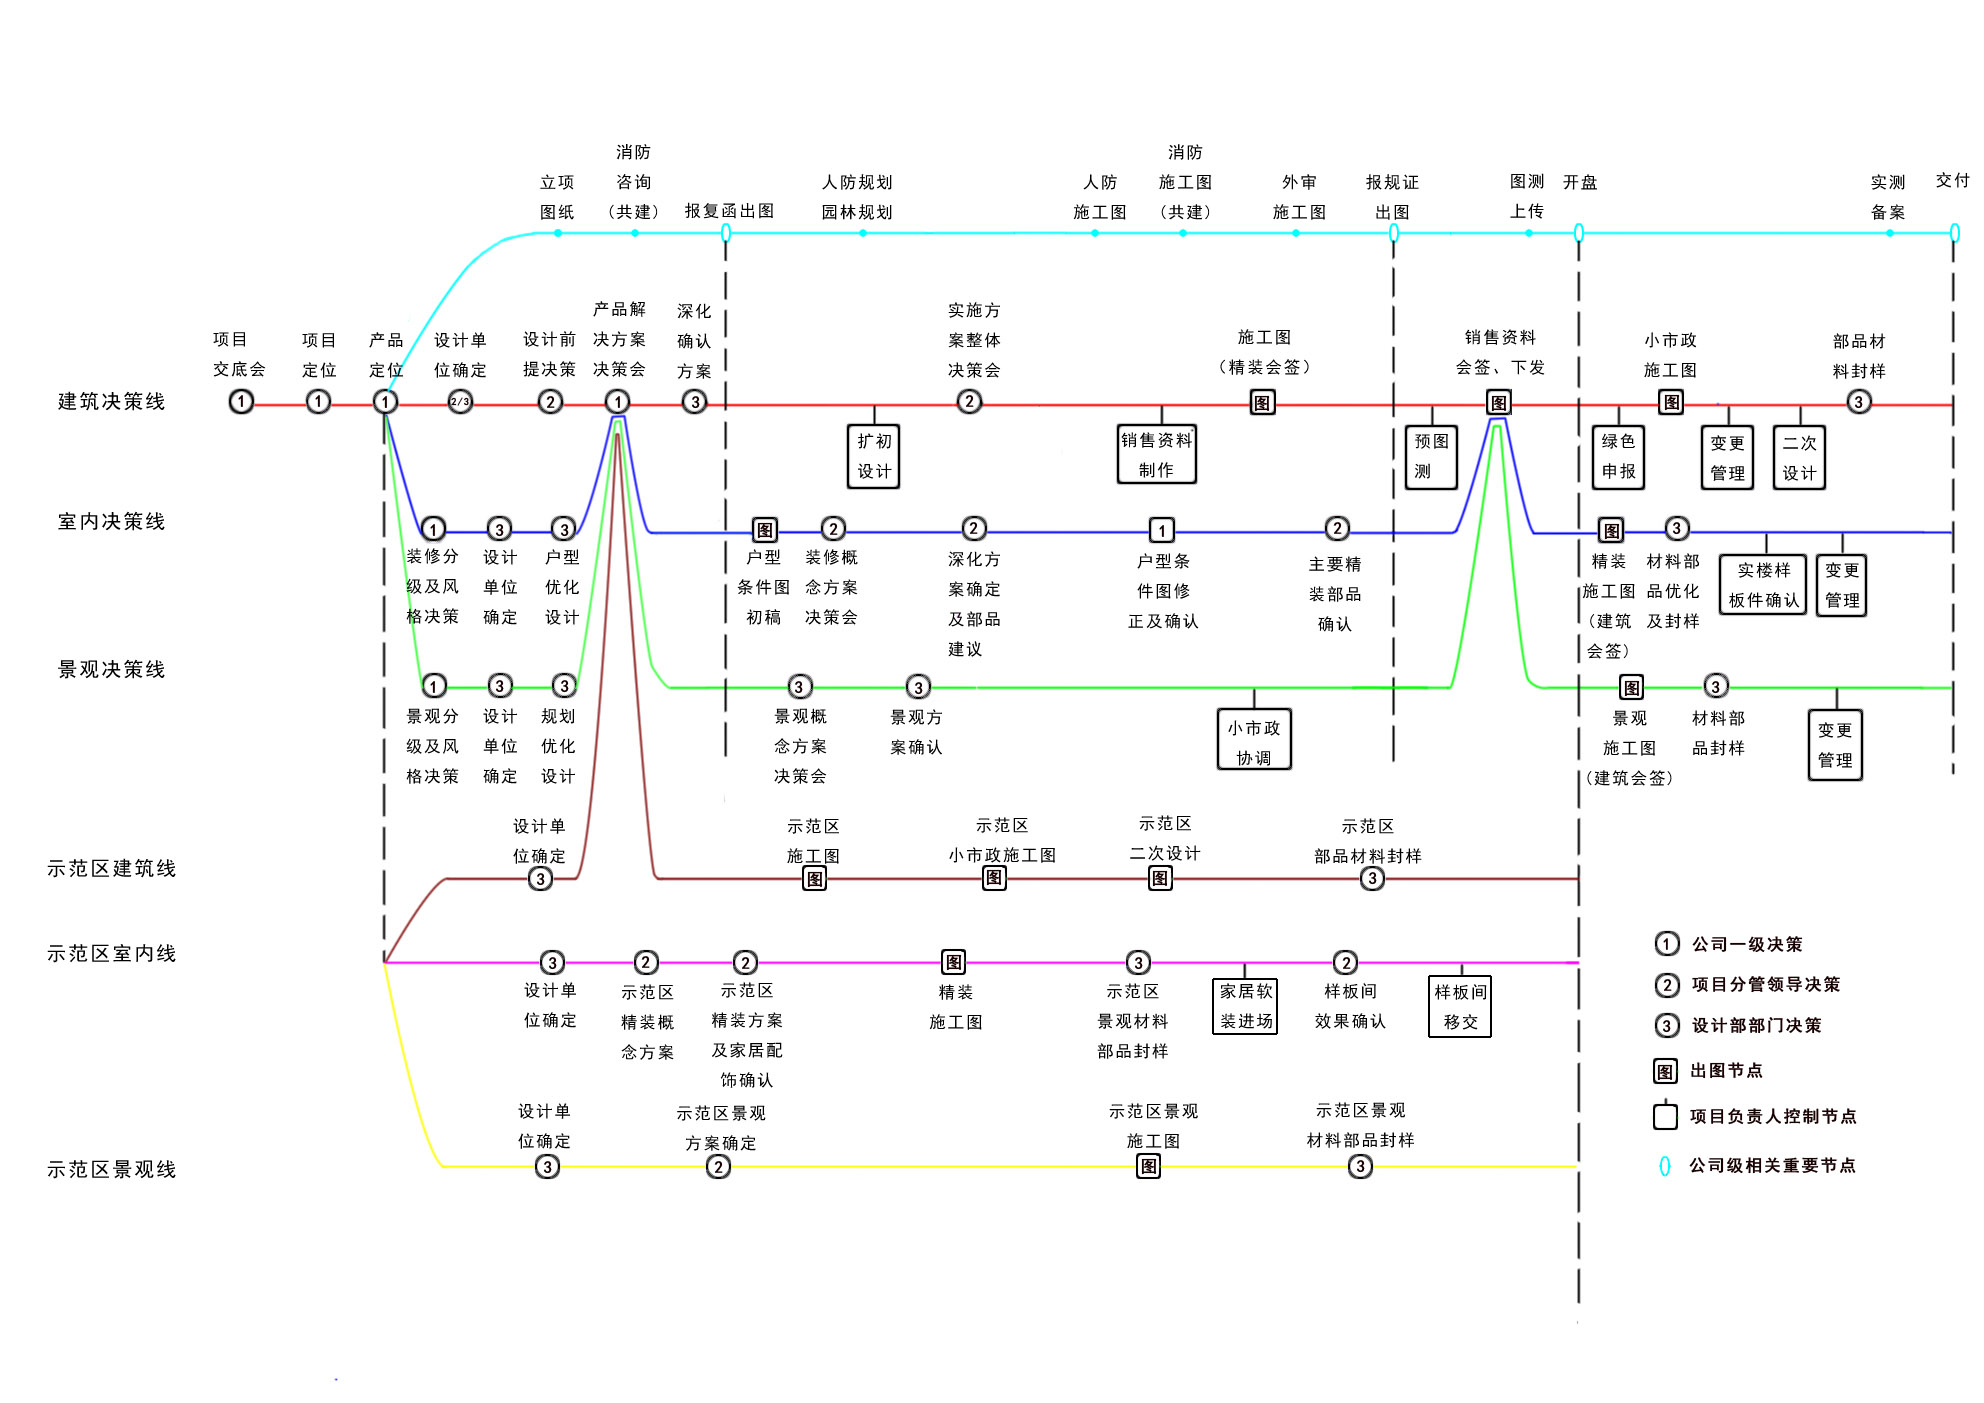 消防
咨询
（共建）
立项
图纸
报复函出图
人防规划
园林规划
人防
施工图
消防
施工图
（共建）
外审
施工图
报规证
出图
图测
上传
开盘
实测
备案
交付
建筑决策线
项目
交底会
1
项目
定位
1
产品
定位
1
设计单
位确定
2/3
设计前
提决策
2
产品解
决方案
决策会
1
深化
确认
方案
3
扩初
设计
实施方
案整体
决策会
2
销售资料
制作
施工图
（精装会签）
图
预图
测
销售资料
会签、下发
图
绿色
申报
小市政
施工图
图
变更
管理
二次
设计
部品材
料封样
3
室内决策线
1
装修分
级及风
格决策
3
设计
单位
确定
3
户型
优化
设计
图
户型
条件图
初稿
2
装修概
念方案
决策会
2
深化方
案确定
及部品
建议
1
户型条
件图修
正及确认
2
主要精
装部品
确认
图
精装
施工图
（建筑
会签）
3
材料部
品优化
及封样
实楼样
板件确认
变更
管理
景观决策线
1
景观分
级及风
格决策
3
设计
单位
确定
3
规划
优化
设计
3
景观概
念方案
决策会
3
景观方
案确认
小市政
协调
图
景观
施工图
（建筑会签）
3
材料部
品封样
变更
管理
示范区建筑线
设计单
位确定
3
示范区
施工图
图
示范区
小市政施工图
图
示范区
二次设计
图
示范区
部品材料封样
3
示范区室内线
3
设计单
位确定
2
示范区
精装概
念方案
2
示范区
精装方案
及家居配
饰确认
图
精装
施工图
3
示范区
景观材料
部品封样
家居软
装进场
2
样板间
效果确认
样板间
移交
示范区景观线
设计单
位确定
3
示范区景观
方案确定
2
示范区景观
施工图
图
示范区景观
材料部品封样
3
1 公司一级决策
2 项目分管领导决策
3 设计部部门决策
图 出图节点
项目负责人控制节点
公司级相关重要节点